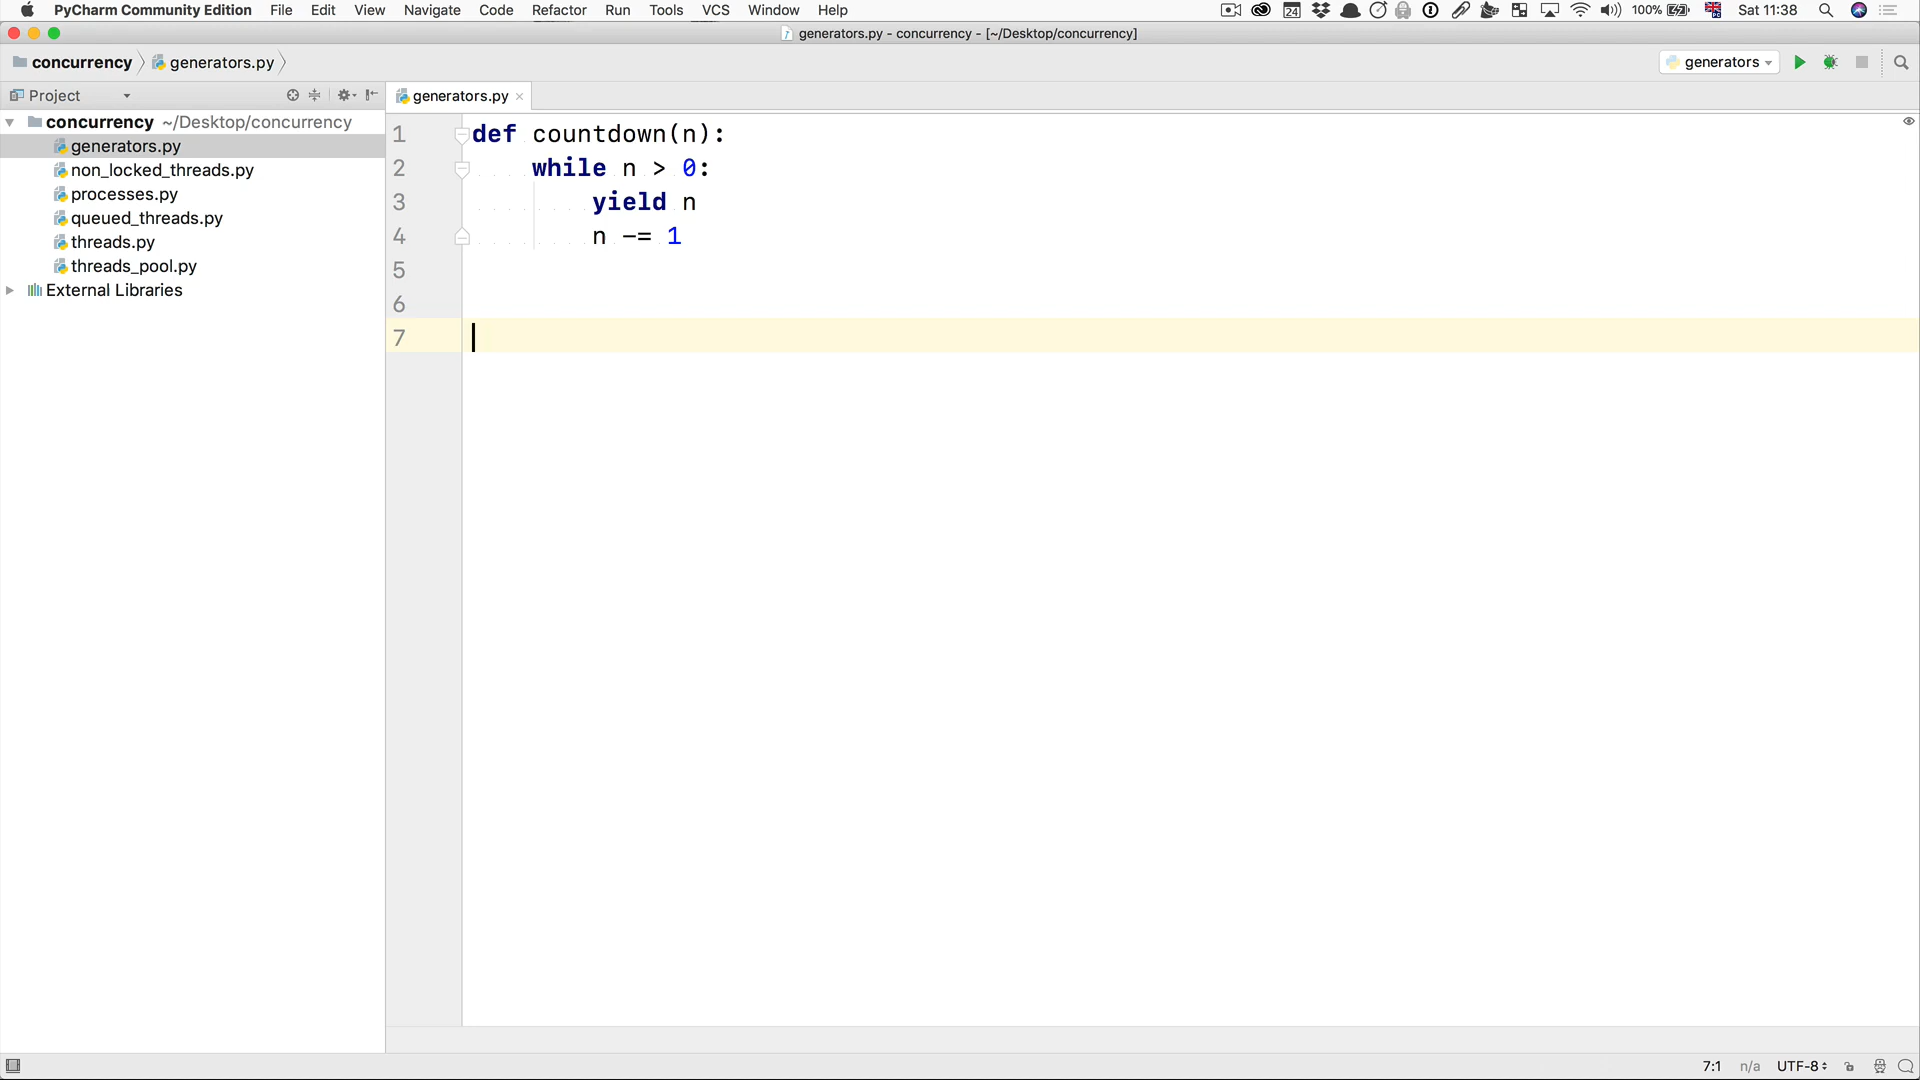 PyCharm Community Edition File Edit View Navigate Code Refactor Run Tools VCS Window Help 24 100% Sat 11:38
generators.py - concurrency - [~/Desktop/concurrency]
concurrency generators.py generators
Project generators.py
concurrency ~/Desktop/concurrency
generators.py
non_locked_threads.py
processes.py
queued_threads.py
threads.py
threads_pool.py
External Libraries
1 def countdown(n):
2 while n > 0:
3 yield n
4 n -= 1
5
6
7
7:1 n/a UTF-8